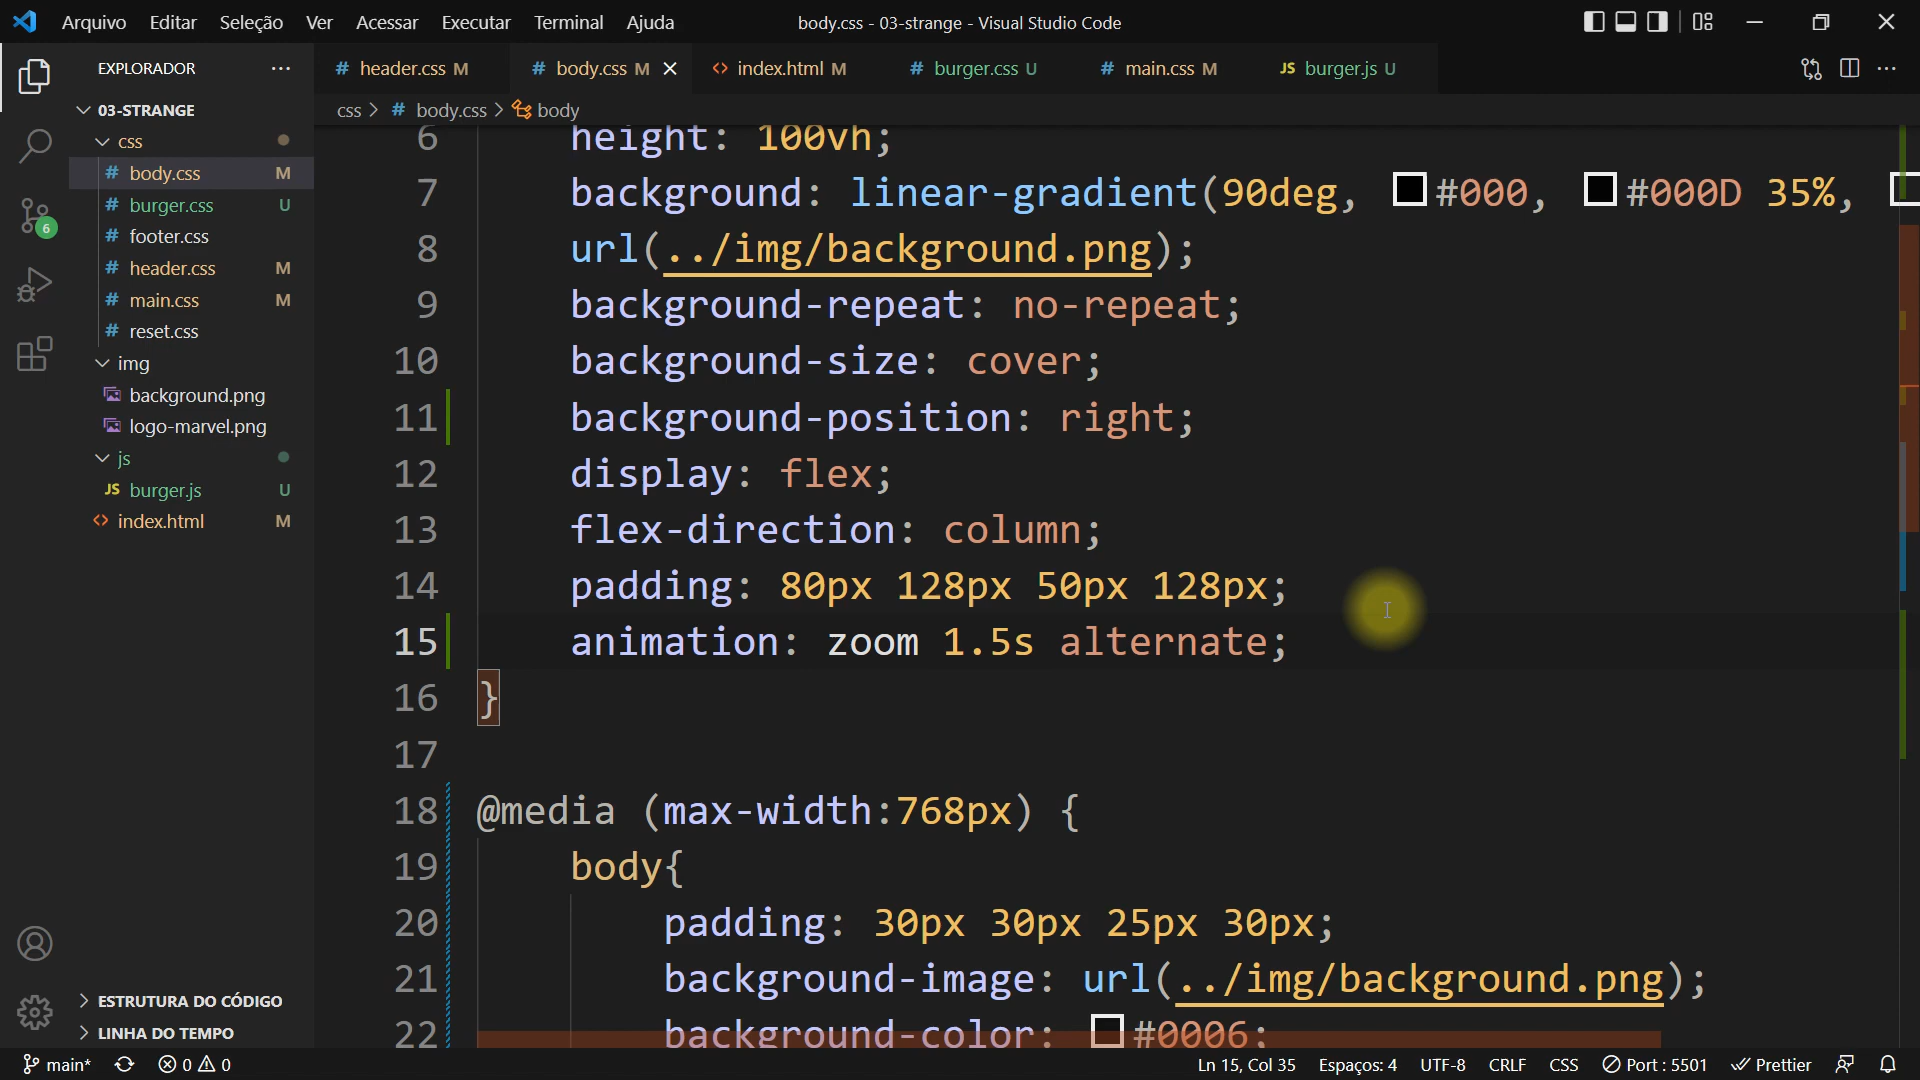 Arquivo Editar Seleção Ver Acessar Executar Terminal Ajuda
body.css - 03-strange - Visual Studio Code
EXPLORADOR
# header.css M
# body.css M
index.html M
# burger.css U
# main.css M
JS burger.js U
03-STRANGE
css > # body.css > body
css
# body.css M
# burger.css U
# footer.css
# header.css M
# main.css M
# reset.css
img
background.png
logo-marvel.png
js
JS burger.js U
<> index.html M
6 height: 100vh;
7 background: linear-gradient(90deg, #000, #000D 35%,
8 url(../img/background.png);
9 background-repeat: no-repeat;
10 background-size: cover;
11 background-position: right;
12 display: flex;
13 flex-direction: column;
14 padding: 80px 128px 50px 128px;
15 animation: zoom 1.5s alternate;
16 }
17
18 @media (max-width:768px) {
19 body{
20 padding: 30px 30px 25px 30px;
21 background-image: url(../img/background.png);
22 background-color: #0006;
6
ESTRUTURA DO CÓDIGO
LINHA DO TEMPO
main* 0 0 Ln 15, Col 35 Espaços: 4 UTF-8 CRLF CSS Port : 5501 Prettier